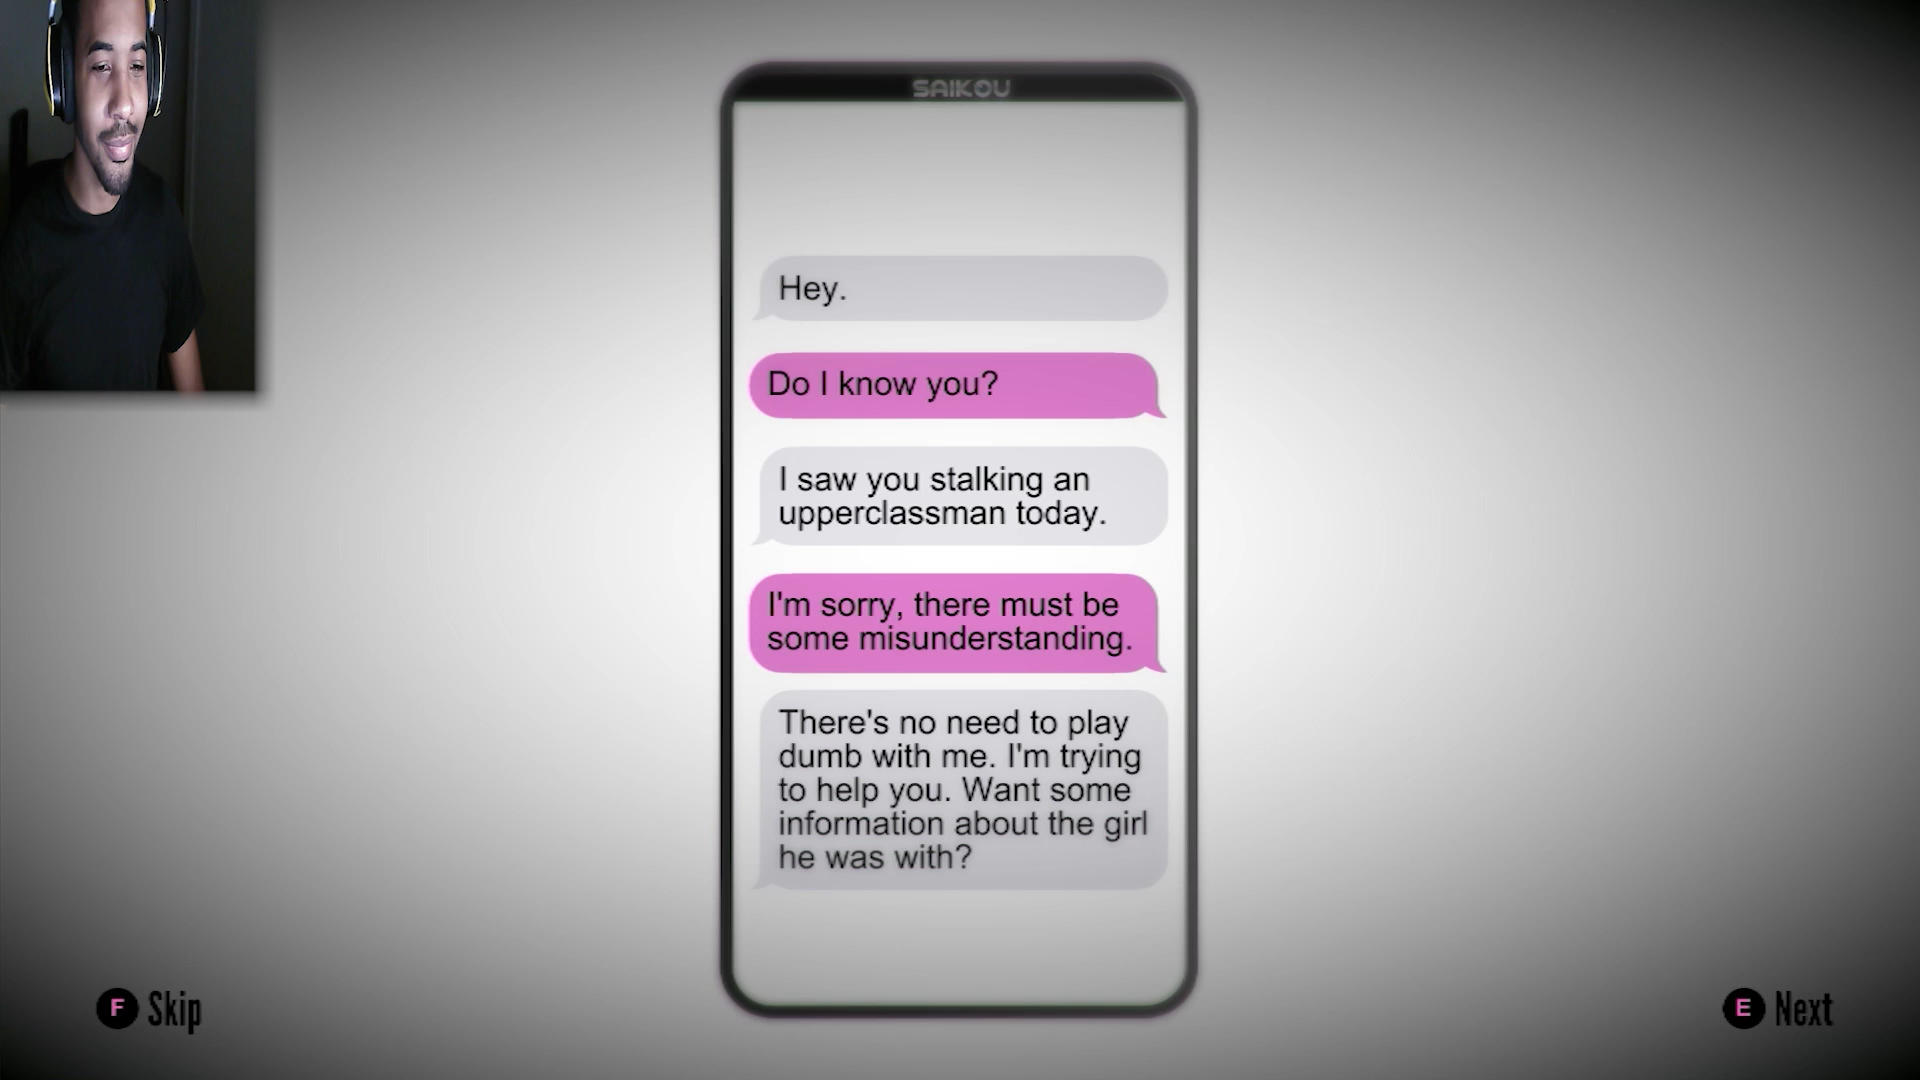 SAIKOU
Hey.
Do I know you?
I saw you stalking an
upperclassman today.
I'm sorry, there must be
some misunderstanding.
There's no need to play
dumb with me. I'm trying
to help you. Want some
information about the girl
he was with?
F Skip
E Next